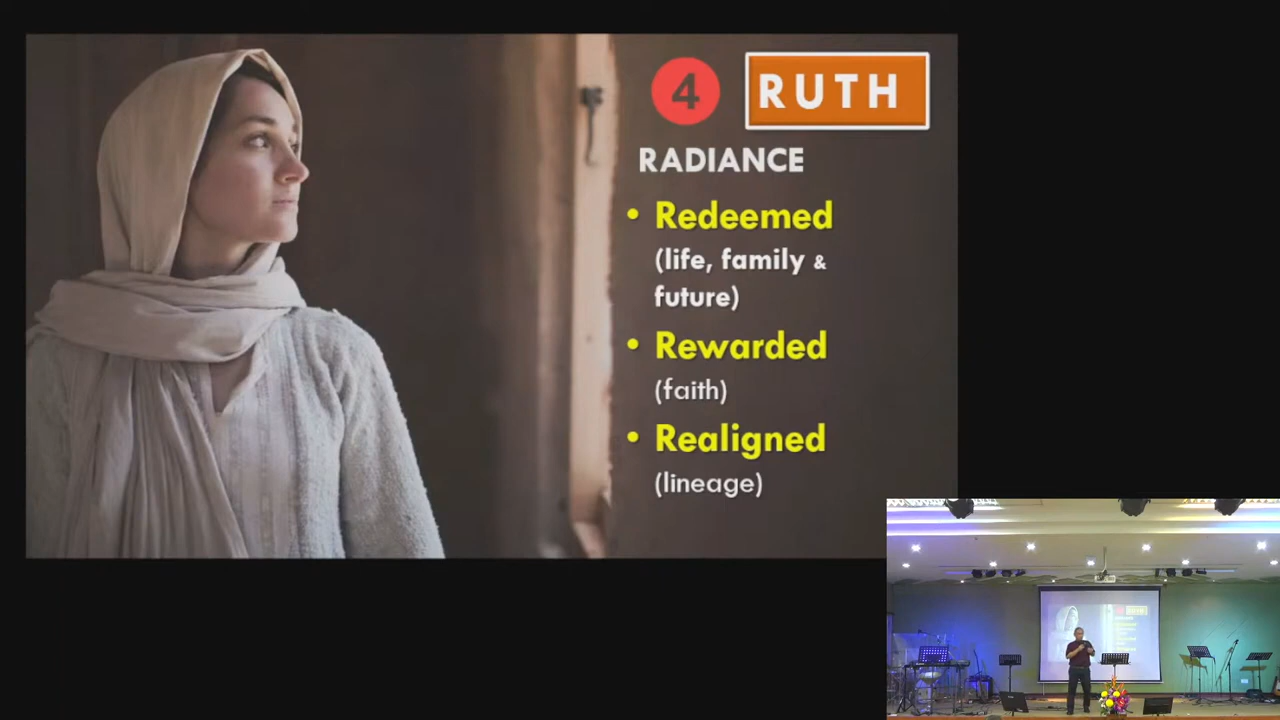 4 RUTH
RADIANCE
• Redeemed
(life, family &
future)
• Rewarded
(faith)
• Realigned
(lineage)